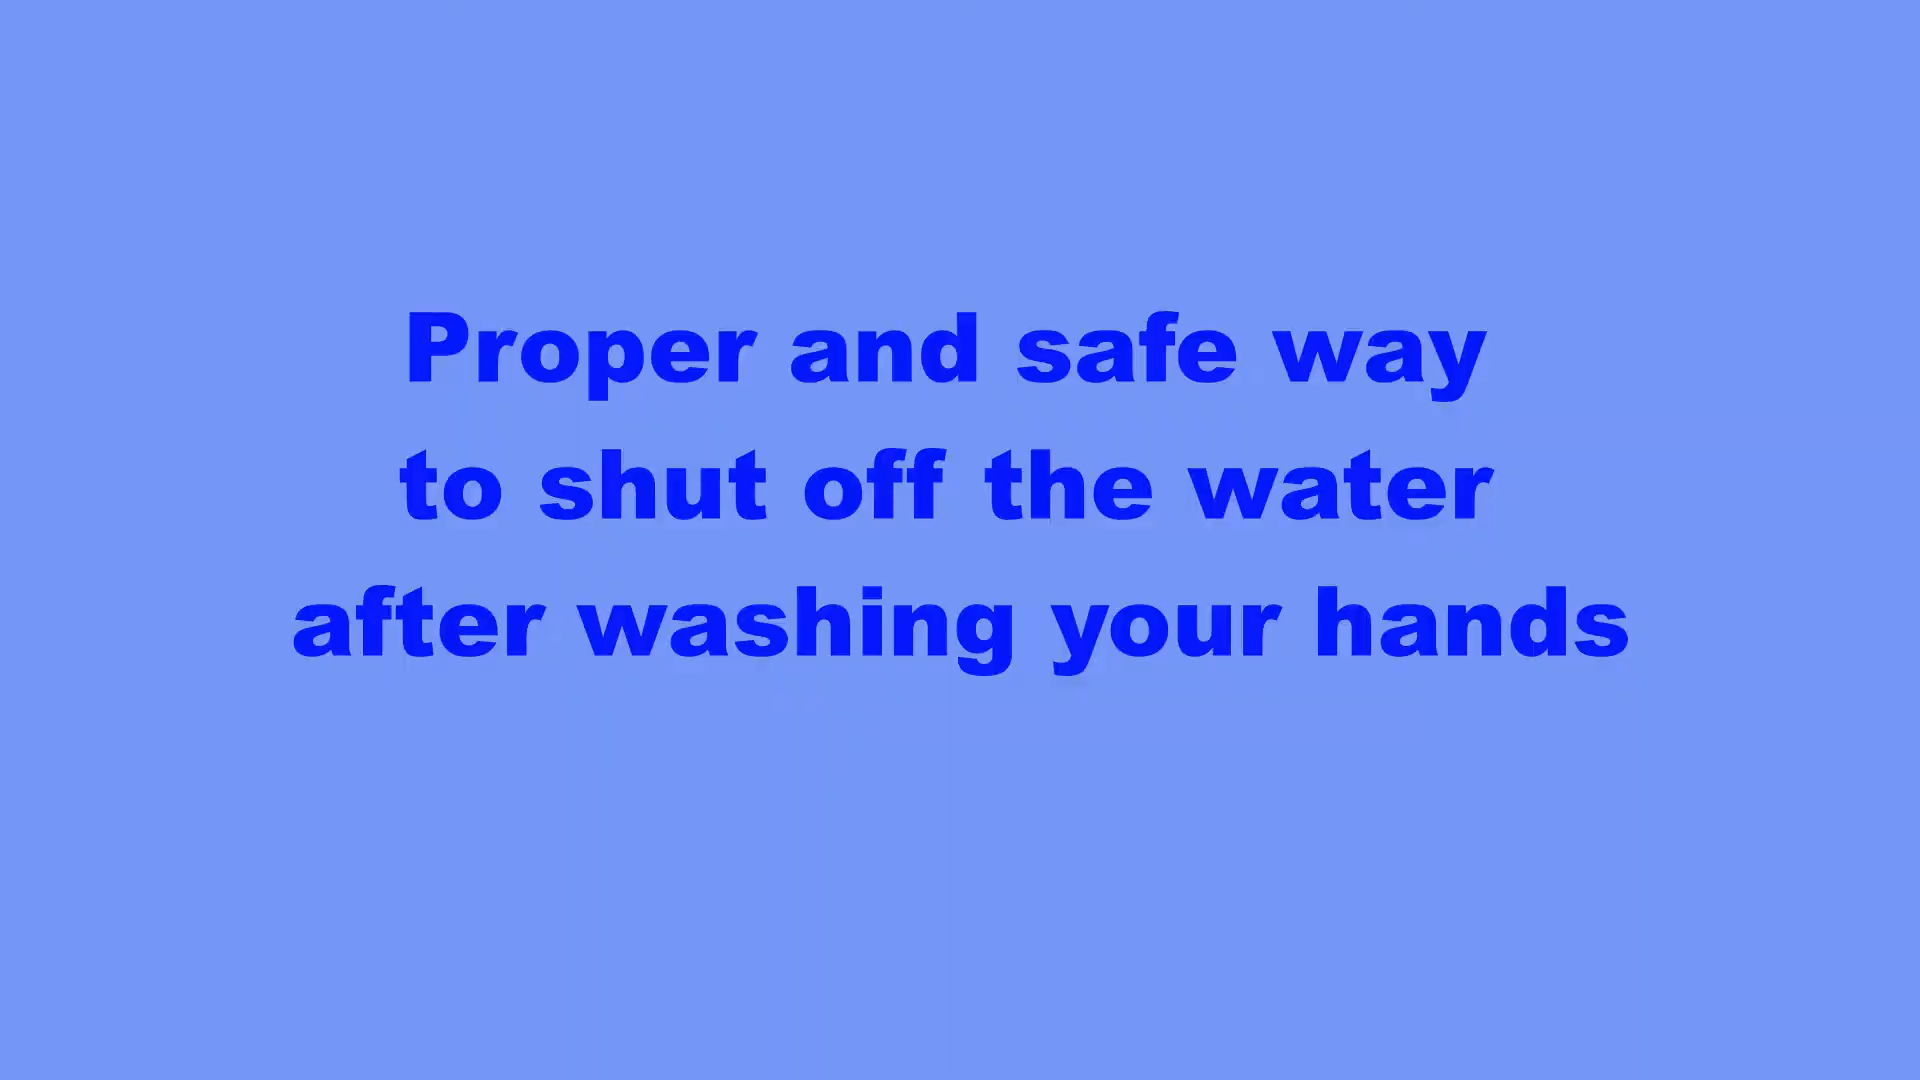 Proper and safe way
to shut off the water
after washing your hands